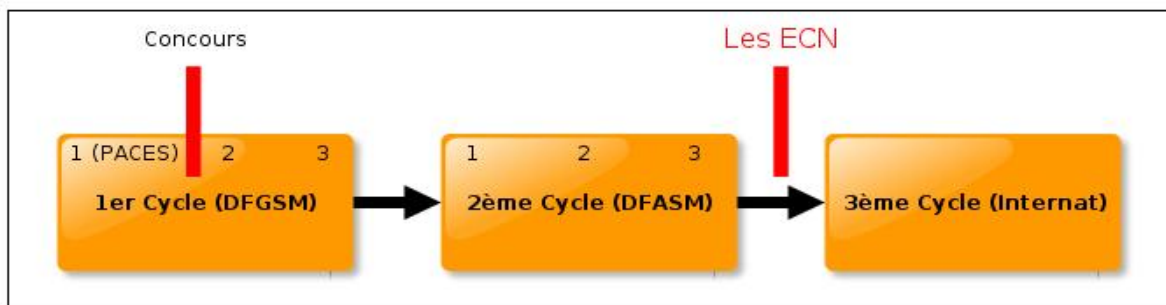 Concours
Les ECN
1 (PACES) 2 3
1er Cycle (DFGSM)
1 2 3
2ème Cycle (DFASM)
3ème Cycle (Internat)